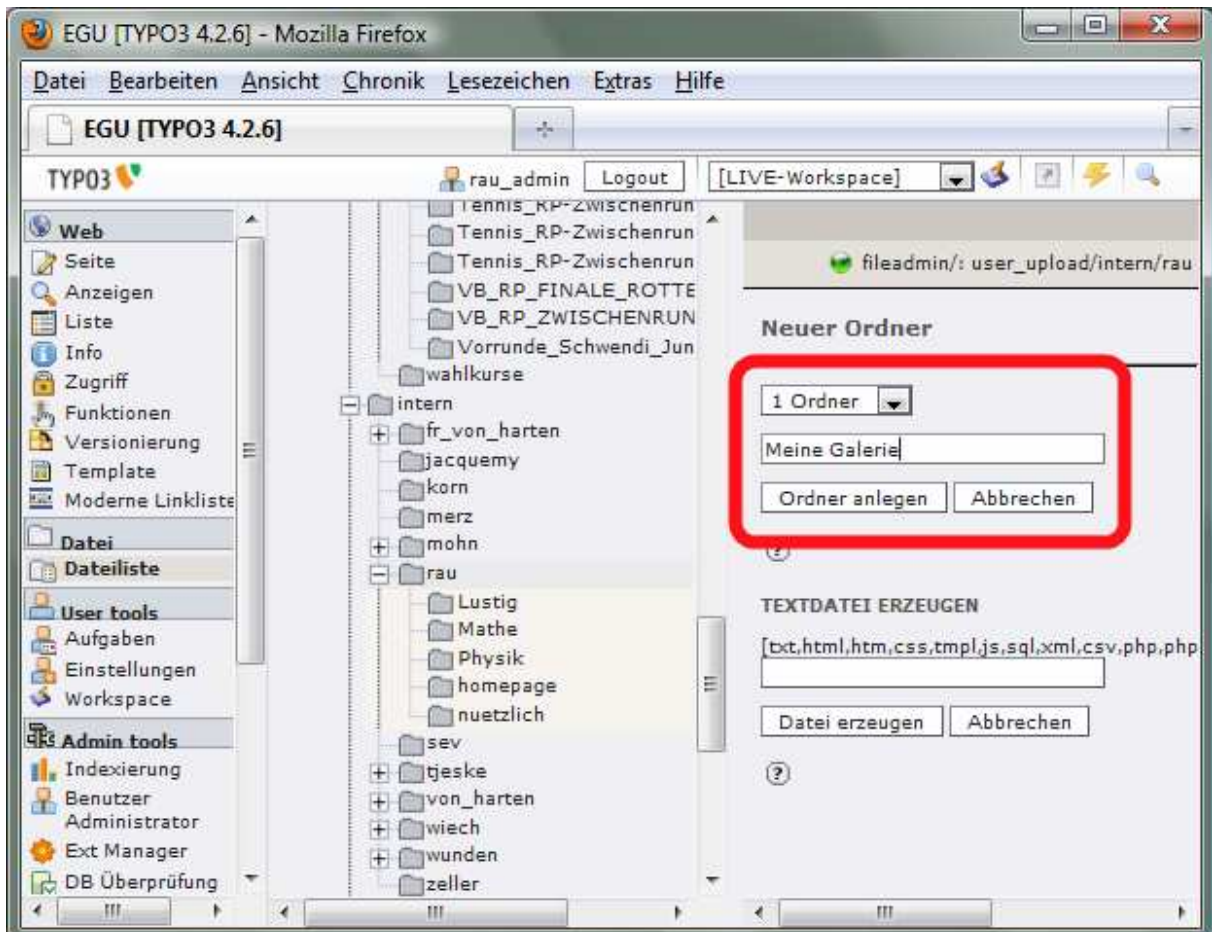 EGU [TYPO3 4.2.6] - Mozilla Firefox
Datei Bearbeiten Ansicht Chronik Lesezeichen Extras Hilfe
EGU [TYPO3 4.2.6]
TYPO3 rau_admin Logout [LIVE-Workspace]
Web
Seite
Anzeigen
Liste
Info
Zugriff
Funktionen
Versionierung
Template
Moderne Linkliste
Datei
Dateiliste
User tools
Aufgaben
Einstellungen
Workspace
Admin tools
Indexierung
Benutzer
Administrator
Ext Manager
DB Überprüfung
Tennis_RP-Zwischenrun
Tennis_RP-Zwischenrun
Tennis_RP-Zwischenrun
VB_RP_FINALE_ROTTE
VB_RP_ZWISCHENRUN
Vorrunde_Schwendi_Jun
wahlkurse
intern
fr_von_harten
jacquemy
korn
merz
mohn
rau
Lustig
Mathe
Physik
homepage
nuetzlich
sev
tjeske
von_harten
wiech
wunden
zeller
fileadmin/: user_upload/intern/rau
Neuer Ordner
1 Ordner
Meine Galerie
Ordner anlegen Abbrechen
TEXTDATEI ERZEUGEN
[txt,html,htm,css,tmpl,js,sql,xml,csv,php,php
Datei erzeugen Abbrechen